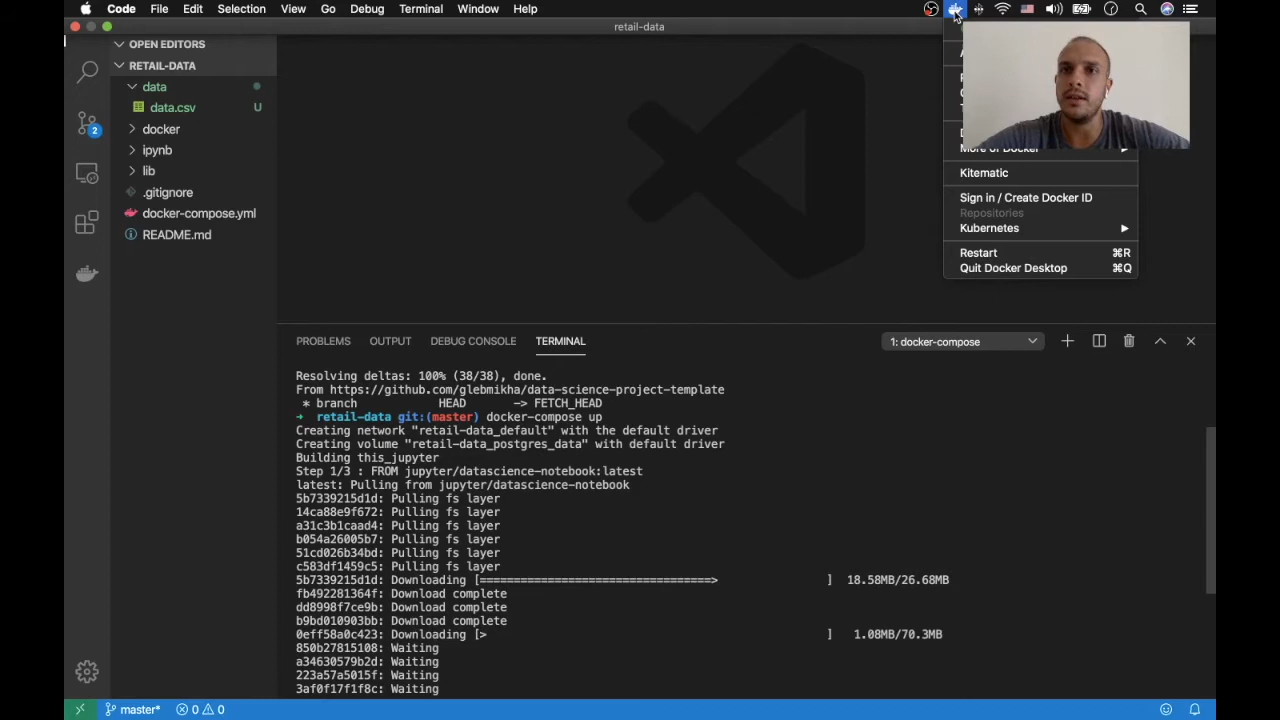 Code File Edit Selection View Go Debug Terminal Window Help
retail-data
OPEN EDITORS
RETAIL-DATA
data
data.csv U
docker
ipynb
lib
.gitignore
docker-compose.yml
README.md
2
Kitematic
Sign in / Create Docker ID
Repositories
Kubernetes
Restart ⌘R
Quit Docker Desktop ⌘Q
PROBLEMS OUTPUT DEBUG CONSOLE TERMINAL 1: docker-compose
Resolving deltas: 100% (38/38), done.
From https://github.com/glebmikha/data-science-project-template
* branch HEAD -> FETCH_HEAD
➜ retail-data git:(master) docker-compose up
Creating network "retail-data_default" with the default driver
Creating volume "retail-data_postgres_data" with default driver
Building this_jupyter
Step 1/3 : FROM jupyter/datascience-notebook:latest
latest: Pulling from jupyter/datascience-notebook
5b7339215d1d: Pulling fs layer
14ca88e9f672: Pulling fs layer
a31c3b1caad4: Pulling fs layer
b054a26005b7: Pulling fs layer
51cd026b34bd: Pulling fs layer
c583df1459c5: Pulling fs layer
5b7339215d1d: Downloading [==================================> ] 18.58MB/26.68MB
fb492281364f: Download complete
dd8998f7ce9b: Download complete
b9bd010903bb: Download complete
0eff58a0c423: Downloading [> ] 1.08MB/70.3MB
850b27815108: Waiting
a34630579b2d: Waiting
223a57a5015f: Waiting
3af0f17f1f8c: Waiting
master* 0 0